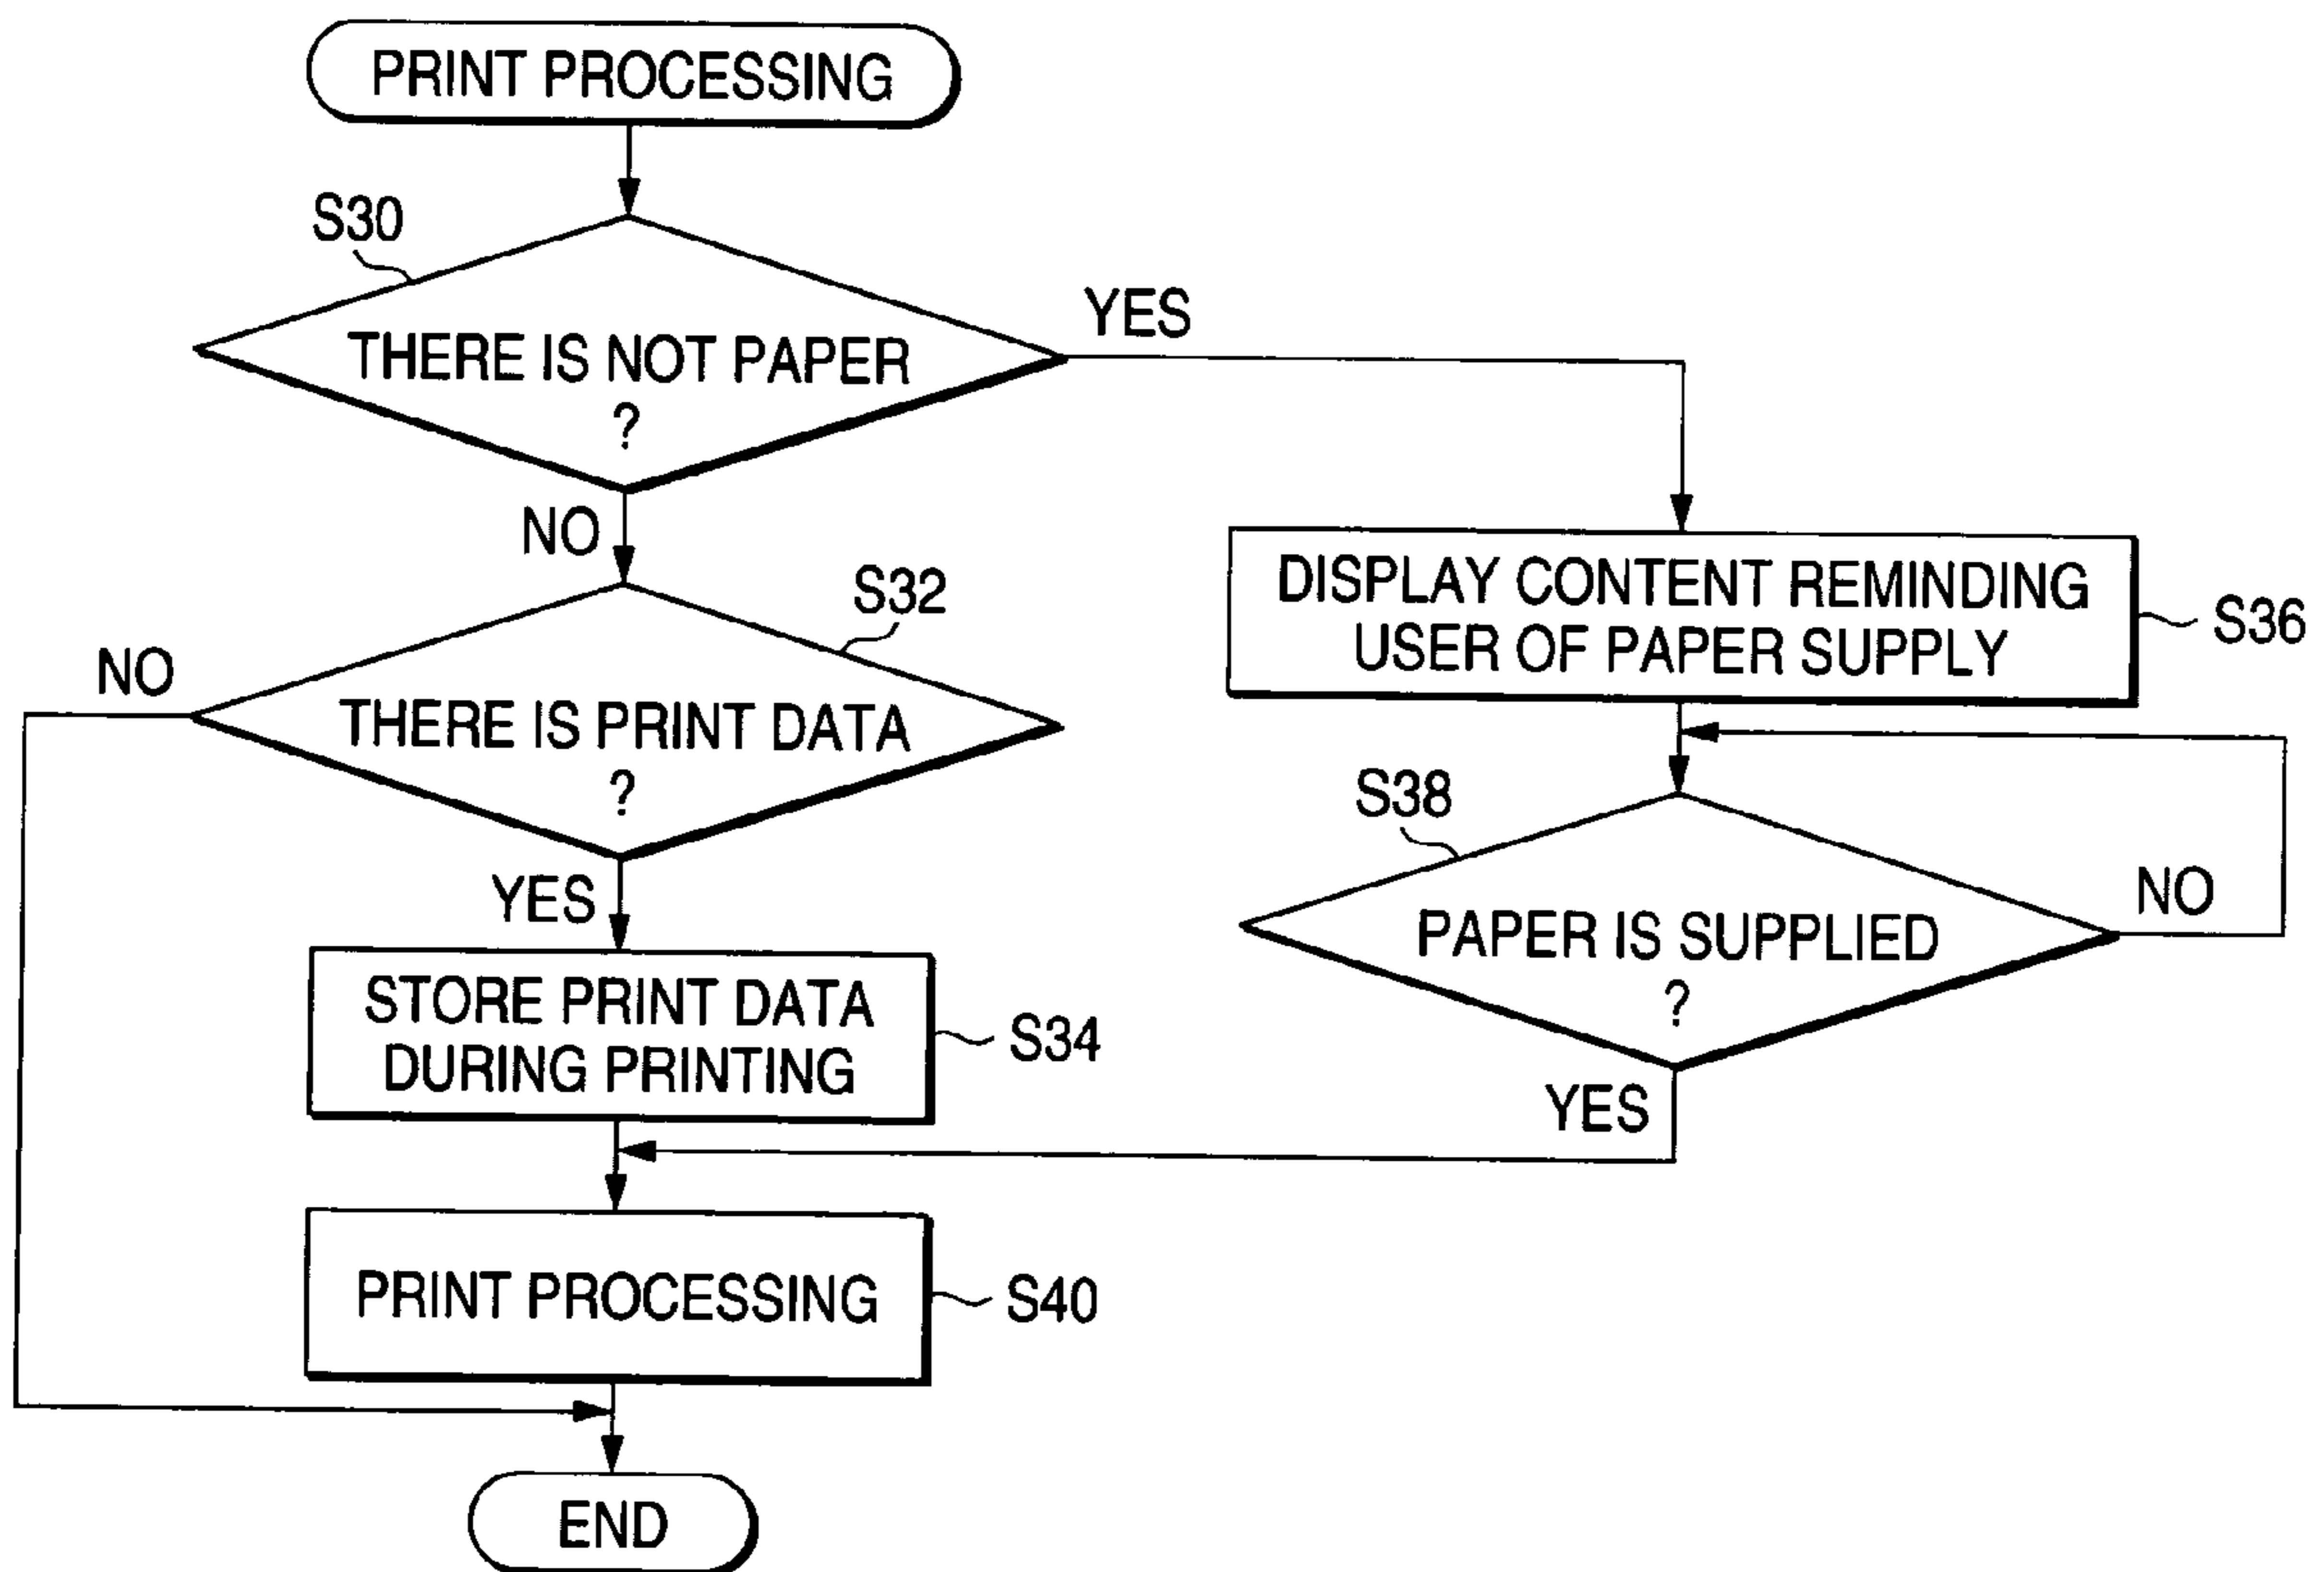 PRINT PROCESSING
S30
THERE IS NOT PAPER
?
YES
NO
S32
THERE IS PRINT DATA
?
NO
YES
DISPLAY CONTENT REMINDING
USER OF PAPER SUPPLY
S36
S38
PAPER IS SUPPLIED
?
NO
YES
STORE PRINT DATA
DURING PRINTING
S34
PRINT PROCESSING
S40
END